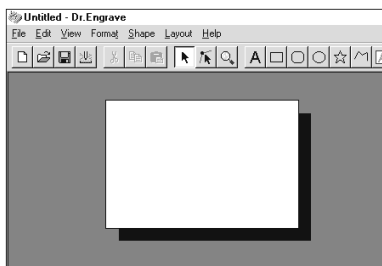 Untitled - Dr.Engrave
File Edit View Format Shape Layout Help
A